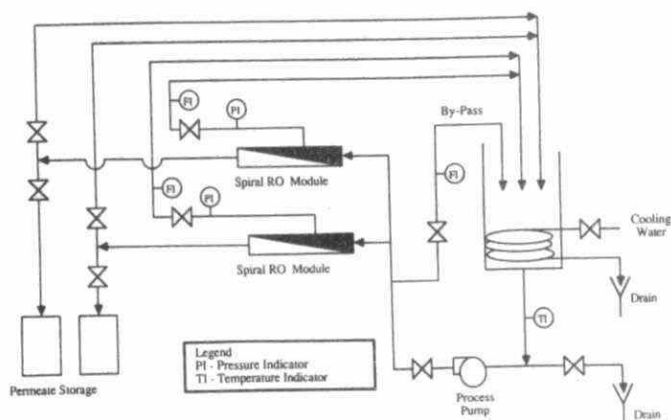 FI
PI
By-Pass
FI
Spiral RO Module
FI
PI
Cooling
Water
Spiral RO Module
Drain
TI
Legend
PI - Pressure Indicator
TI - Temperature Indicator
Permeate Storage
Process
Pump
Drain